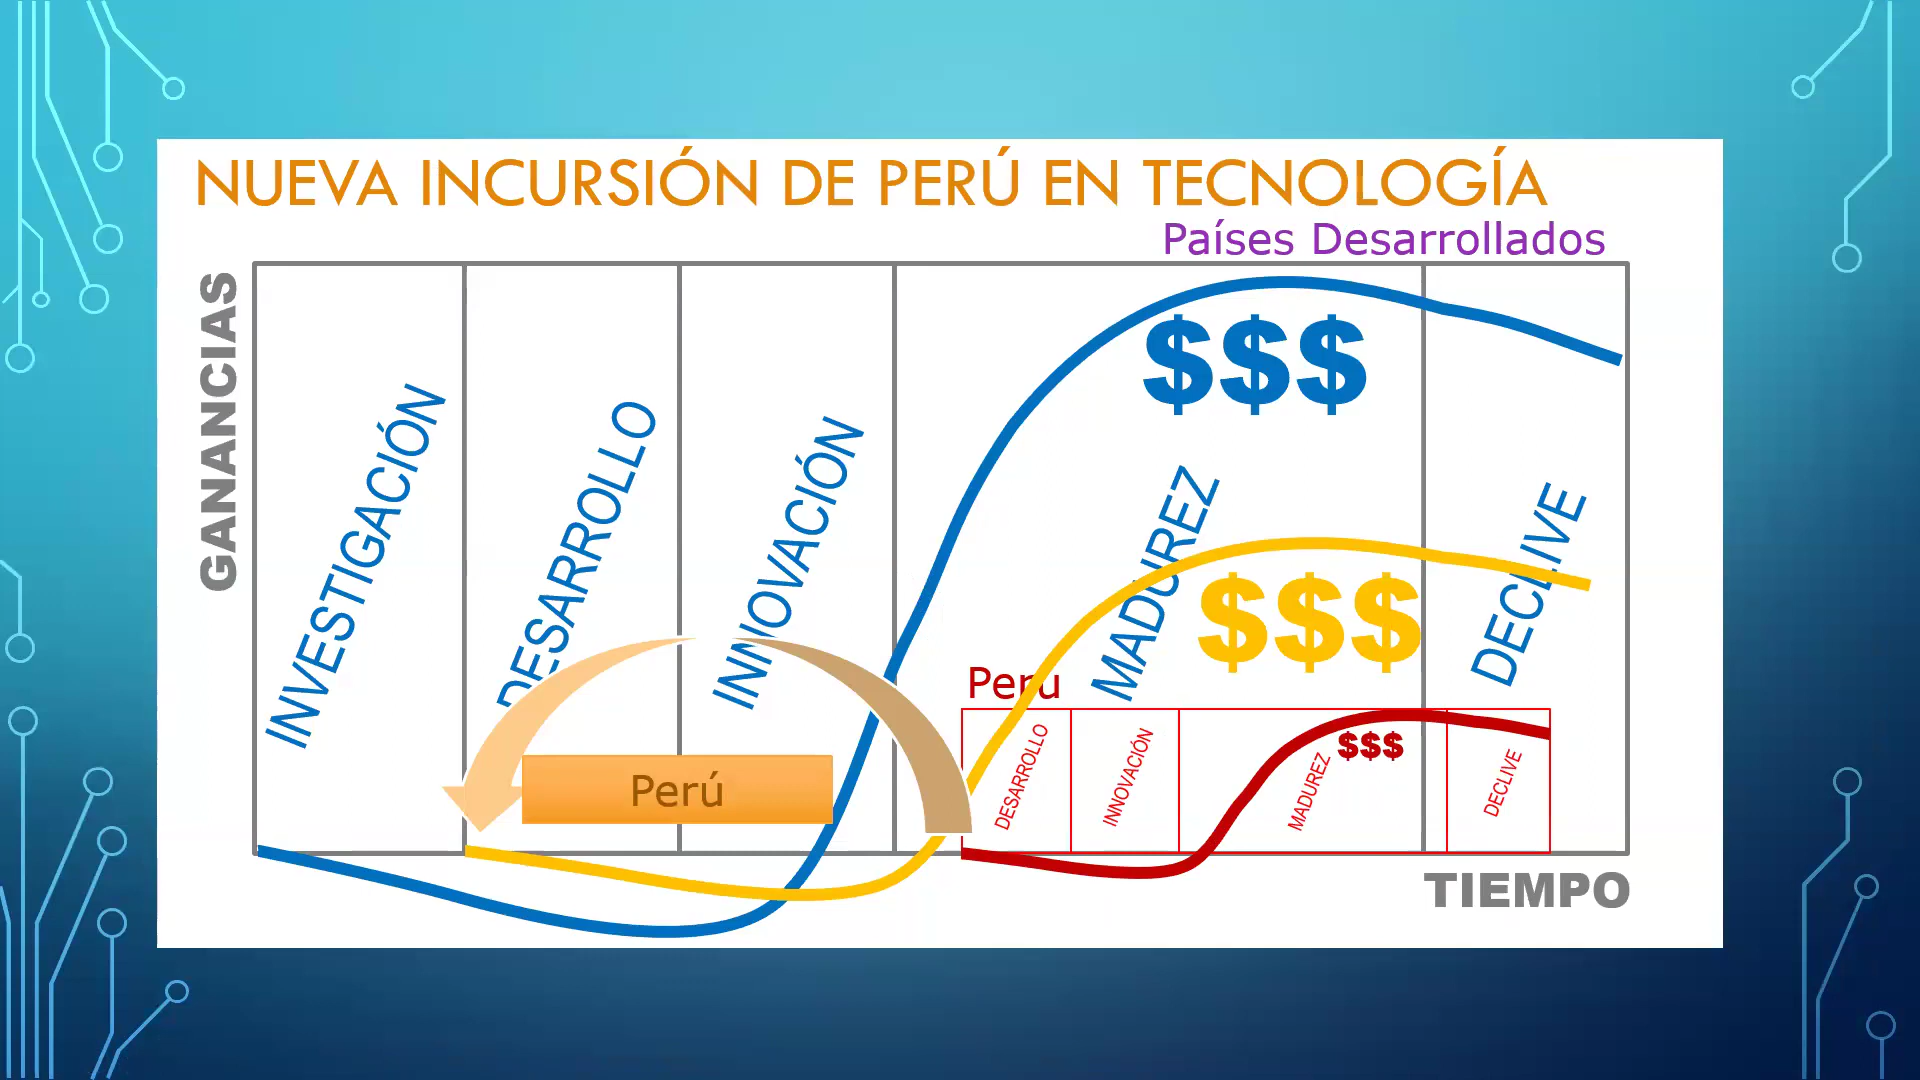 NUEVA INCURSIÓN DE PERÚ EN TECNOLOGÍA
Países Desarrollados
GANANCIAS
INVESTIGACIÓN
DESARROLLO
INNOVACIÓN
MADUREZ
DECLIVE
$$$
$$$
Perú
Perú
DESARROLLO
INNOVACIÓN
MADUREZ
$$$
DECLIVE
TIEMPO